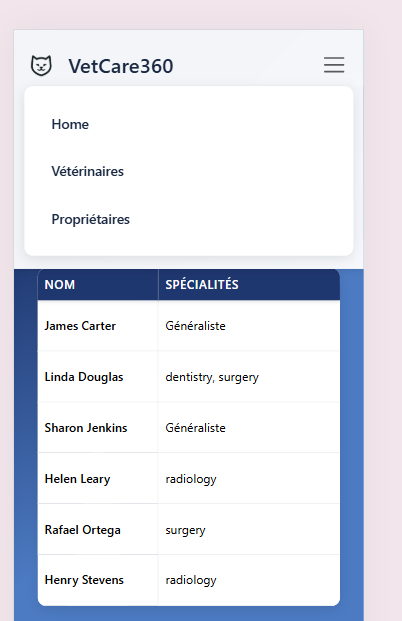 VetCare360
Home
Vétérinaires
Propriétaires
NOM SPÉCIALITÉS
James Carter Généraliste
Linda Douglas dentistry, surgery
Sharon Jenkins Généraliste
Helen Leary radiology
Rafael Ortega surgery
Henry Stevens radiology